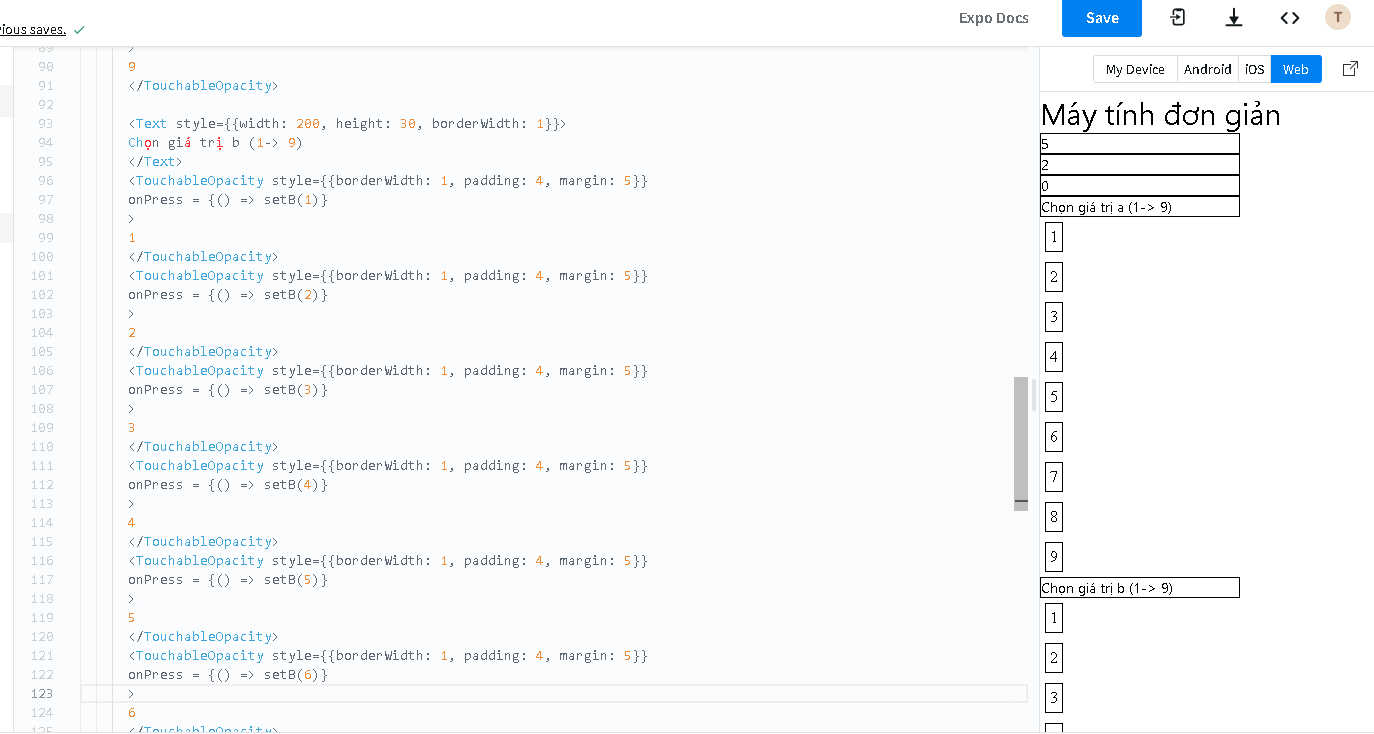 ious saves.
Expo Docs
Save
T
My Device
Android
iOS
Web
89 >
90 9
91 </TouchableOpacity>
92
93 <Text style={{width: 200, height: 30, borderWidth: 1}}>
94 Chọn giá trị b (1-> 9)
95 </Text>
96 <TouchableOpacity style={{borderWidth: 1, padding: 4, margin: 5}}
97 onPress = {() => setB(1)}
98 >
99 1
100 </TouchableOpacity>
101 <TouchableOpacity style={{borderWidth: 1, padding: 4, margin: 5}}
102 onPress = {() => setB(2)}
103 >
104 2
105 </TouchableOpacity>
106 <TouchableOpacity style={{borderWidth: 1, padding: 4, margin: 5}}
107 onPress = {() => setB(3)}
108 >
109 3
110 </TouchableOpacity>
111 <TouchableOpacity style={{borderWidth: 1, padding: 4, margin: 5}}
112 onPress = {() => setB(4)}
113 >
114 4
115 </TouchableOpacity>
116 <TouchableOpacity style={{borderWidth: 1, padding: 4, margin: 5}}
117 onPress = {() => setB(5)}
118 >
119 5
120 </TouchableOpacity>
121 <TouchableOpacity style={{borderWidth: 1, padding: 4, margin: 5}}
122 onPress = {() => setB(6)}
123 >
124 6
125 </TouchableOpacity>
Máy tính đơn giản
5
2
0
Chọn giá trị a (1-> 9)
1
2
3
4
5
6
7
8
9
Chọn giá trị b (1-> 9)
1
2
3